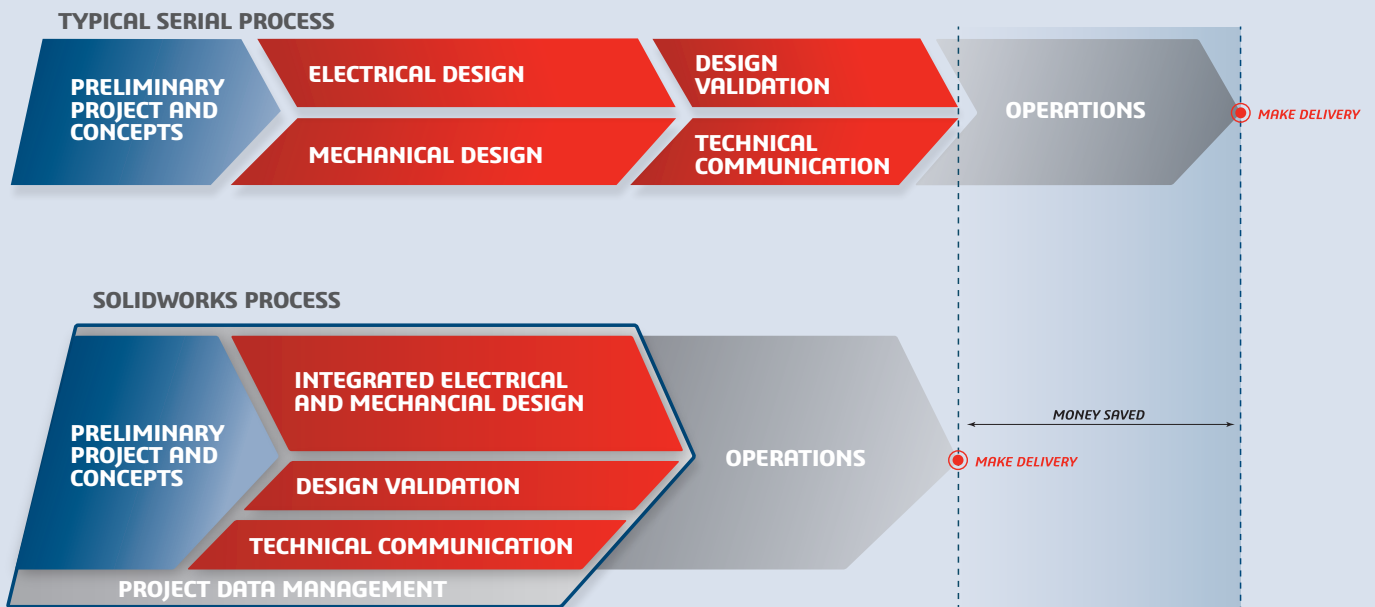 TYPICAL SERIAL PROCESS
PRELIMINARY
PROJECT AND
CONCEPTS
ELECTRICAL DESIGN
MECHANICAL DESIGN
DESIGN
VALIDATION
TECHNICAL
COMMUNICATION
OPERATIONS
MAKE DELIVERY
SOLIDWORKS PROCESS
PRELIMINARY
PROJECT AND
CONCEPTS
INTEGRATED ELECTRICAL
AND MECHANCIAL DESIGN
DESIGN VALIDATION
TECHNICAL COMMUNICATION
PROJECT DATA MANAGEMENT
OPERATIONS
MAKE DELIVERY
MONEY SAVED